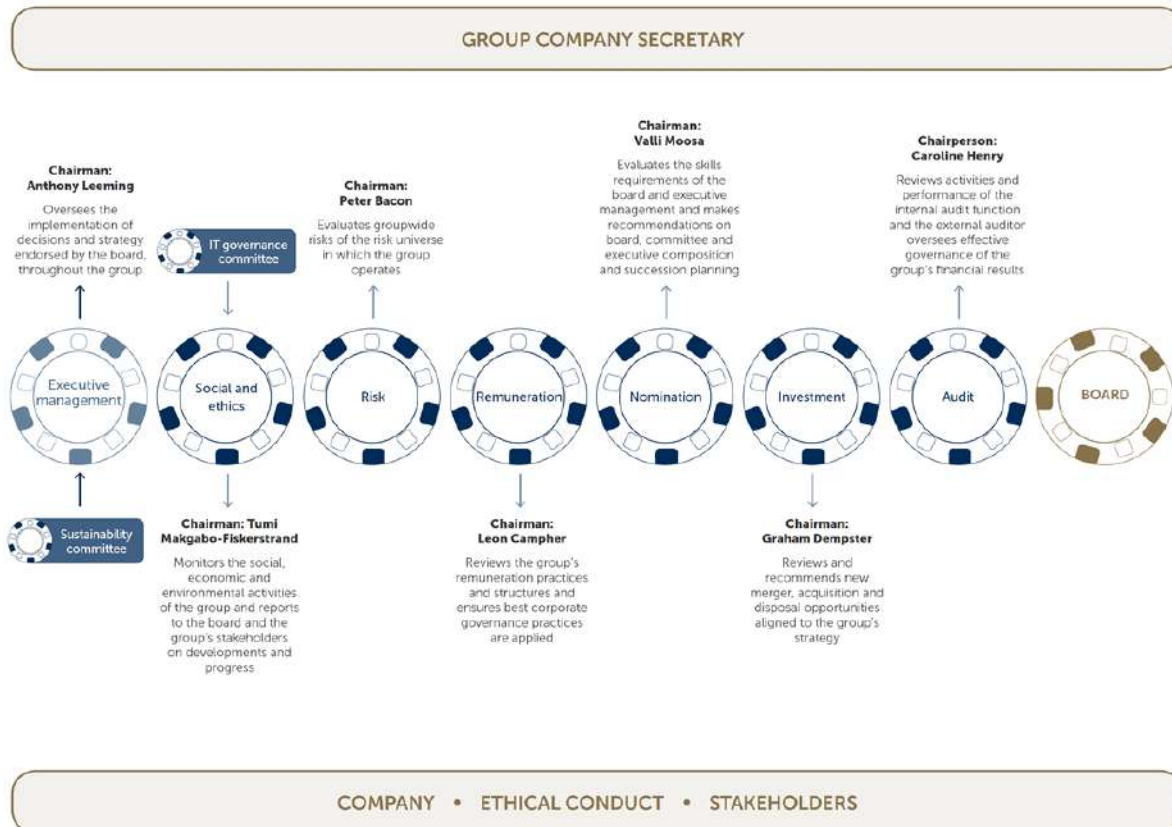 GROUP COMPANY SECRETARY
Chairman:
Anthony Leeming
Oversees the
implementation of
decisions and strategy
endorsed by the board,
throughout the group
IT governance
committee
Chairman:
Peter Bacon
Evaluates groupwide
risks of the risk universe
in which the group
operates
Chairman:
Valli Moosa
Evaluates the skills
requirements of the
board and executive
management and makes
recommendations on
board, committee and
executive composition
and succession planning
Chairperson:
Caroline Henry
Reviews activities and
performance of the
internal audit function
and the external auditor
oversees effective
governance of the
group's financial results
Executive
management
Social and
ethics
Risk
Remuneration
Nomination
Investment
Audit
BOARD
Sustainability
committee
Chairman: Tumi
Makgabo-Fiskerstrand
Monitors the social,
economic and
environmental activities
of the group and reports
to the board and the
group's stakeholders
on developments and
progress
Chairman:
Leon Campher
Reviews the group's
remuneration practices
and structures and
ensures best corporate
governance practices
are applied
Chairman:
Graham Dempster
Reviews and
recommends new
merger, acquisition and
disposal opportunities
aligned to the group's
strategy
COMPANY • ETHICAL CONDUCT • STAKEHOLDERS